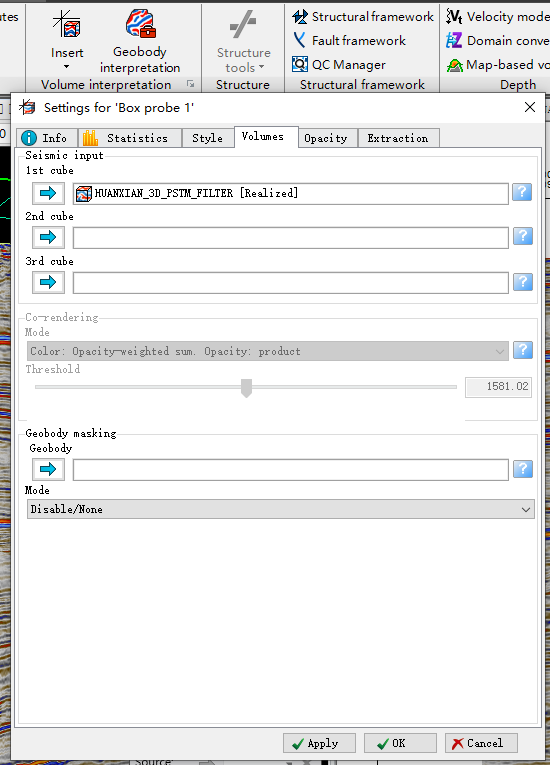 Insert
Geobody
interpretation
Volume interpretation
Structure
tools
Structure
Structural framework
Fault framework
QC Manager
Structural framework
Velocity mode
Domain conve
Map-based vo
Depth
Settings for 'Box probe 1'
Info
Statistics
Style
Volumes
Opacity
Extraction
Seismic input
1st cube
HUANXIAN_3D_PSTM_FILTER [Realized]
?
2nd cube
?
3rd cube
?
Co-rendering
Mode
Color: Opacity-weighted sum. Opacity: product
?
Threshold
1581.02
Geobody masking
Geobody
?
Mode
Disable/None
Apply
OK
Cancel
Source